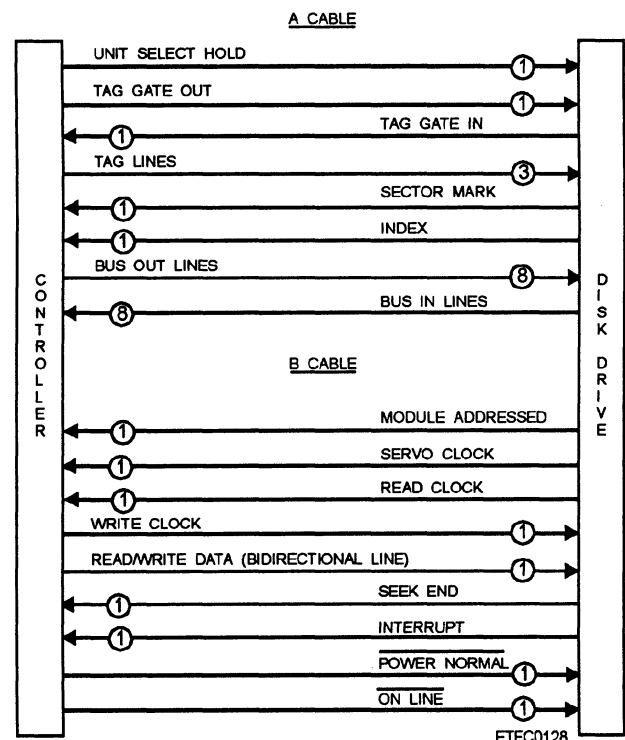 A CABLE
UNIT SELECT HOLD
1
TAG GATE OUT
1
TAG GATE IN
1
TAG LINES
3
SECTOR MARK
1
INDEX
1
BUS OUT LINES
8
BUS IN LINES
8
CONTROLLER
DISK DRIVE
B CABLE
MODULE ADDRESSED
1
SERVO CLOCK
1
READ CLOCK
1
WRITE CLOCK
1
READ/WRITE DATA (BIDIRECTIONAL LINE)
1
SEEK END
1
INTERRUPT
1
POWER NORMAL
1
ON LINE
1
ETEC0128